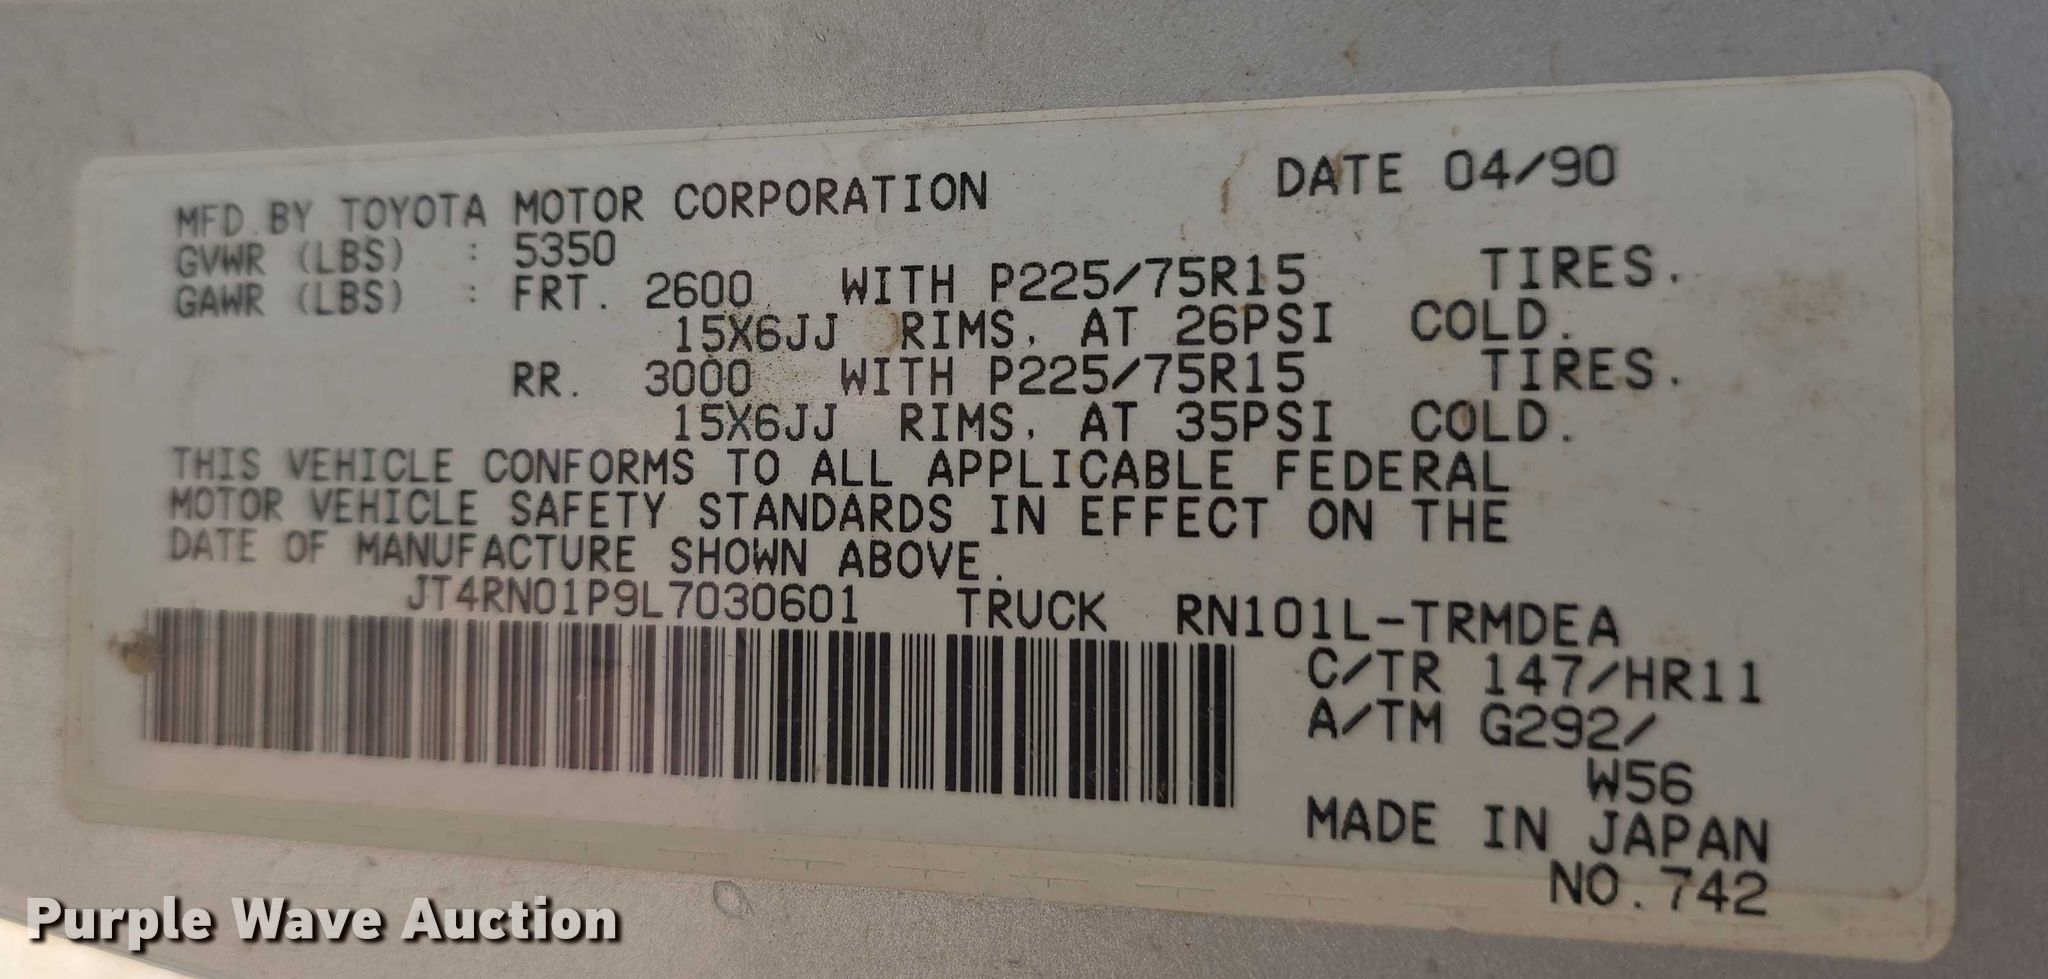 MFD. BY TOYOTA MOTOR CORPORATION DATE 04/90
GVWR (LBS) : 5350
GAWR (LBS) : FRT. 2600 WITH P225/75R15 TIRES.
15X6JJ RIMS. AT 26PSI COLD.
RR. 3000 WITH P225/75R15 TIRES.
15X6JJ RIMS. AT 35PSI COLD.
THIS VEHICLE CONFORMS TO ALL APPLICABLE FEDERAL
MOTOR VEHICLE SAFETY STANDARDS IN EFFECT ON THE
DATE OF MANUFACTURE SHOWN ABOVE.
JT4RN01P9L7030601 TRUCK RN101L-TRMDEA
C/TR 147/HR11
A/TM G292/
W56
MADE IN JAPAN
NO.742
Purple Wave Auction